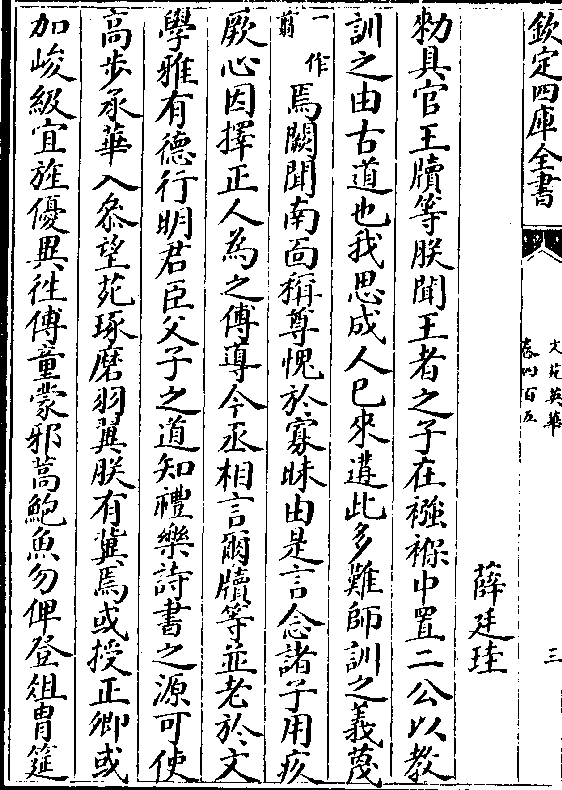 欽定四庫全書
文苑英華
卷四百五
三
薛廷珪
勑具官王牘等朕聞王者之子在襁褓中置二公以教
訓之由古道也我思成人已來遘此多難師訓之義蔑
一作
翦
焉闕聞南面稱尊愧於寡昧由是言念諸子用疚
厥心因擇正人為之傅導今丞相言爾牘等並老於文
學雅有德行明君臣父子之道知禮樂詩書之源可使
高步承華入叅望苑琢磨羽翼朕有冀焉或授正卿或
加峻級宜旌優異往傅童蒙邪蒿鮑魚勿俾登俎胄筵